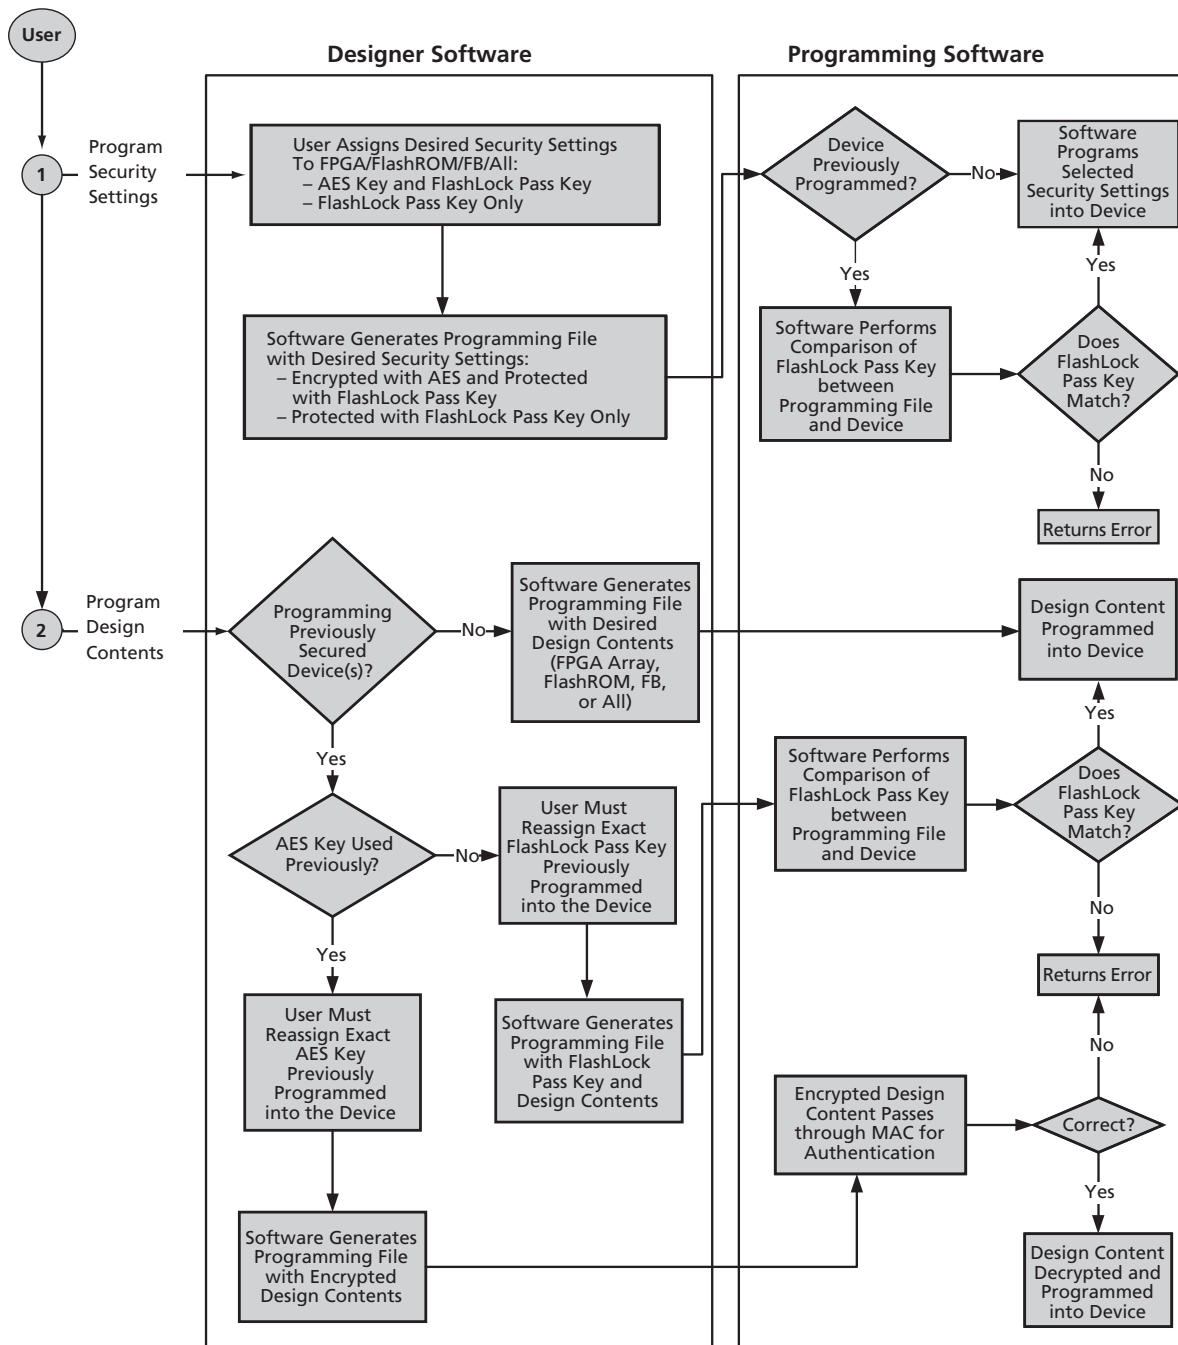 User
Designer Software
Programming Software
1
Program
Security
Settings
User Assigns Desired Security Settings
To FPGA/FlashROM/FB/All:
– AES Key and FlashLock Pass Key
– FlashLock Pass Key Only
Software Generates Programming File
with Desired Security Settings:
– Encrypted with AES and Protected
with FlashLock Pass Key
– Protected with FlashLock Pass Key Only
Device
Previously
Programmed?
No
Software
Programs
Selected
Security Settings
into Device
Yes
Yes
Software Performs
Comparison of
FlashLock Pass Key
between
Programming File
and Device
Does
FlashLock
Pass Key
Match?
No
Returns Error
2
Program
Design
Contents
Programming
Previously
Secured
Device(s)?
No
Software Generates
Programming File
with Desired
Design Contents
(FPGA Array,
FlashROM, FB,
or All)
Design Content
Programmed
into Device
Yes
Yes
AES Key Used
Previously?
No
User Must
Reassign Exact
FlashLock Pass Key
Previously
Programmed
into the Device
Software Performs
Comparison of
FlashLock Pass Key
between
Programming File
and Device
Does
FlashLock
Pass Key
Match?
No
Returns Error
Yes
User Must
Reassign Exact
AES Key
Previously
Programmed
into the Device
Software Generates
Programming File
with FlashLock
Pass Key and
Design Contents
No
Encrypted Design
Content Passes
through MAC for
Authentication
Correct?
Yes
Software Generates
Programming File
with Encrypted
Design Contents
Design Content
Decrypted and
Programmed
into Device